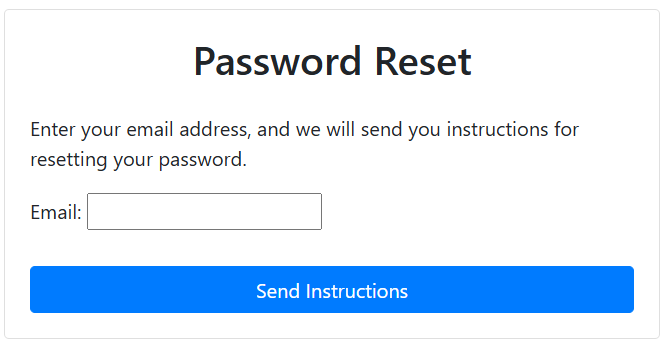 Password Reset
Enter your email address, and we will send you instructions for
resetting your password.
Email:
Send Instructions